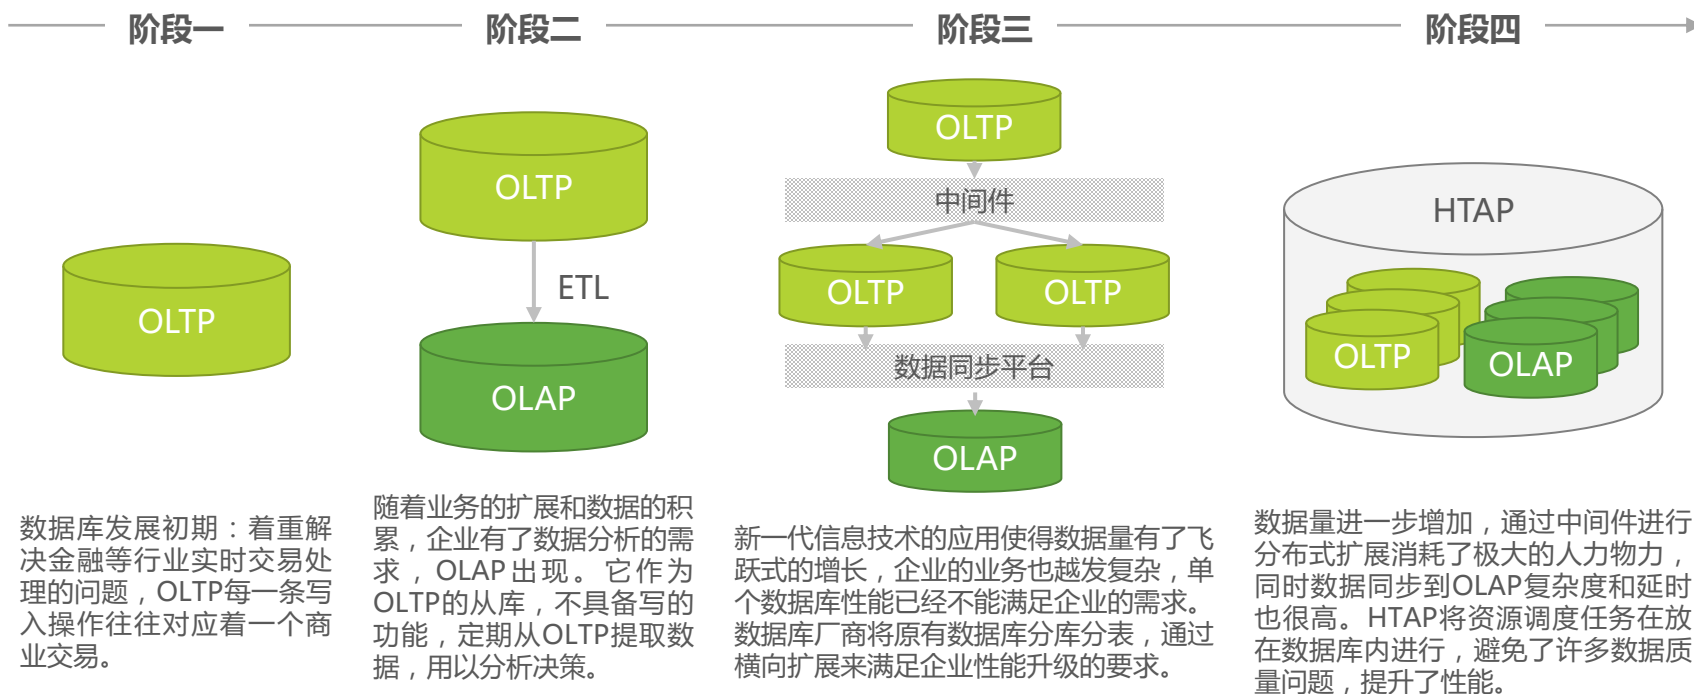 阶段一
阶段二
阶段三
阶段四
OLTP
数据库发展初期：着重解
决金融等行业实时交易处
理的问题，OLTP每一条写
入操作往往对应着一个商
业交易。
OLTP
ETL
OLAP
随着业务的扩展和数据的积
累，企业有了数据分析的需
求，OLAP出现。它作为
OLTP的从库，不具备写的
功能，定期从OLTP提取数
据，用以分析决策。
OLTP
中间件
OLTP
OLTP
数据同步平台
OLAP
新一代信息技术的应用使得数据量有了飞
跃式的增长，企业的业务也越发复杂，单
个数据库性能已经不能满足企业的需求。
数据库厂商将原有数据库分库分表，通过
横向扩展来满足企业性能升级的要求。
HTAP
OLTP
OLAP
数据量进一步增加，通过中间件进行
分布式扩展消耗了极大的人力物力，
同时数据同步到OLAP复杂度和延时
也很高。HTAP将资源调度任务在放
在数据库内进行，避免了许多数据质
量问题，提升了性能。